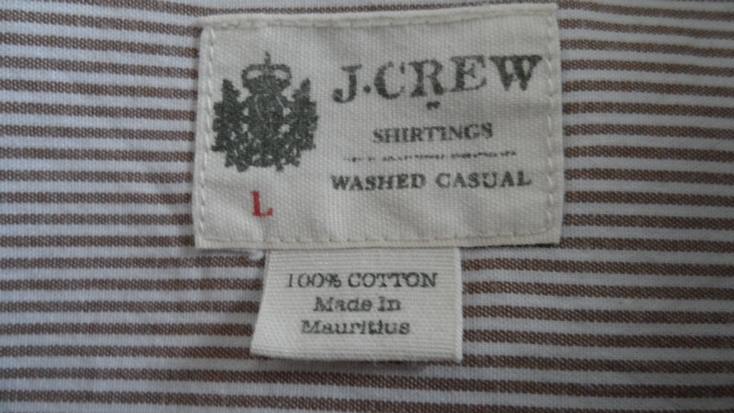 J.CREW
SHIRTINGS
WASHED CASUAL
L
100% COTTON
Made In
Mauritius